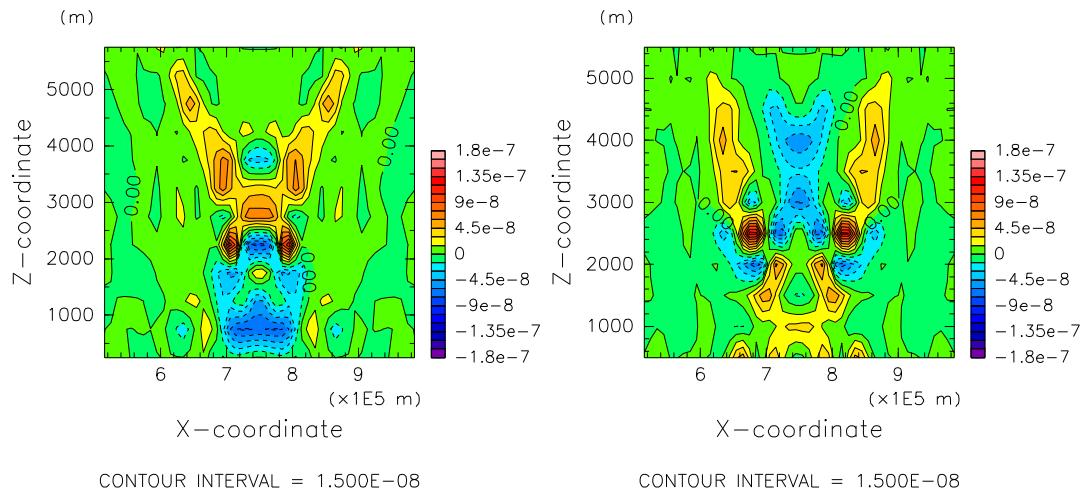 (m)
5000
4000
3000
2000
1000
Z-coordinate
6 7 8 9
(×1E5 m)
X-coordinate
0.00
0.00
0.00
1.8e-7
1.35e-7
9e-8
4.5e-8
0
-4.5e-8
-9e-8
-1.35e-7
-1.8e-7
CONTOUR INTERVAL = 1.500E-08
(m)
5000
4000
3000
2000
1000
Z-coordinate
6 7 8 9
(×1E5 m)
X-coordinate
0.00
0.00
0.00
1.8e-7
1.35e-7
9e-8
4.5e-8
0
-4.5e-8
-9e-8
-1.35e-7
-1.8e-7
CONTOUR INTERVAL = 1.500E-08